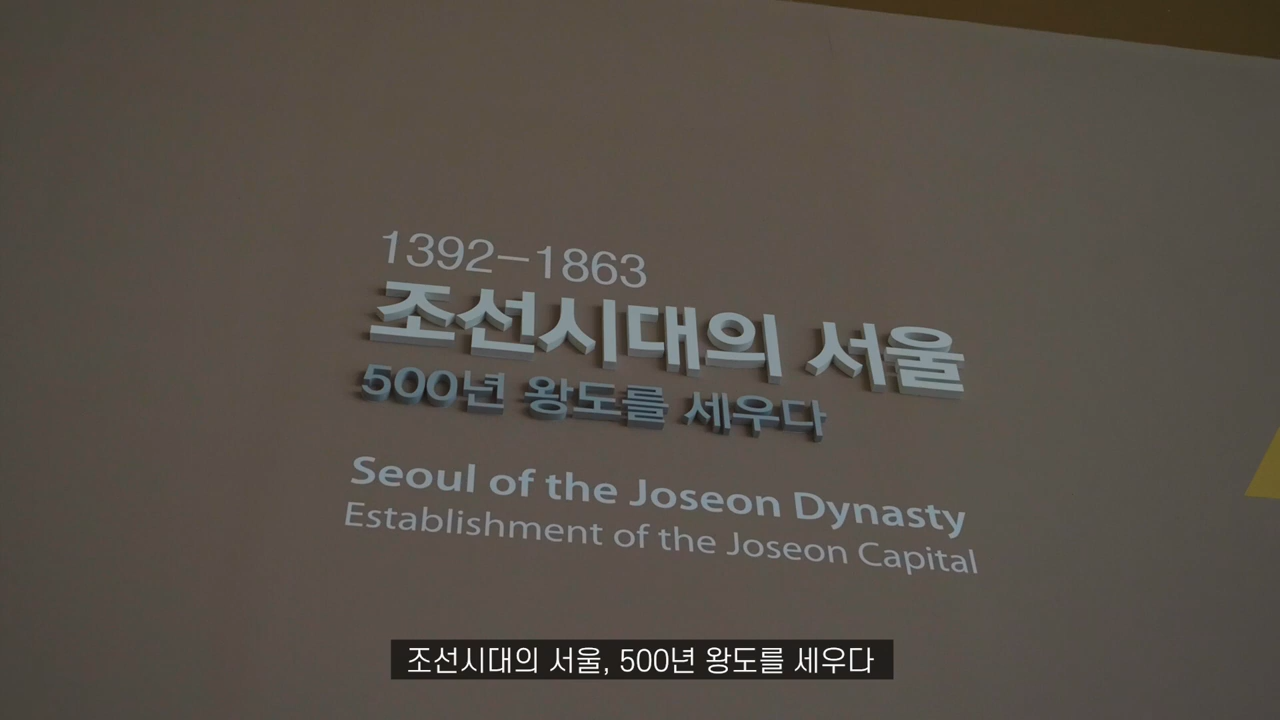 1392–1863
조선시대의 서울
500년 왕도를 세우다
Seoul of the Joseon Dynasty
Establishment of the Joseon Capital
조선시대의 서울, 500년 왕도를 세우다